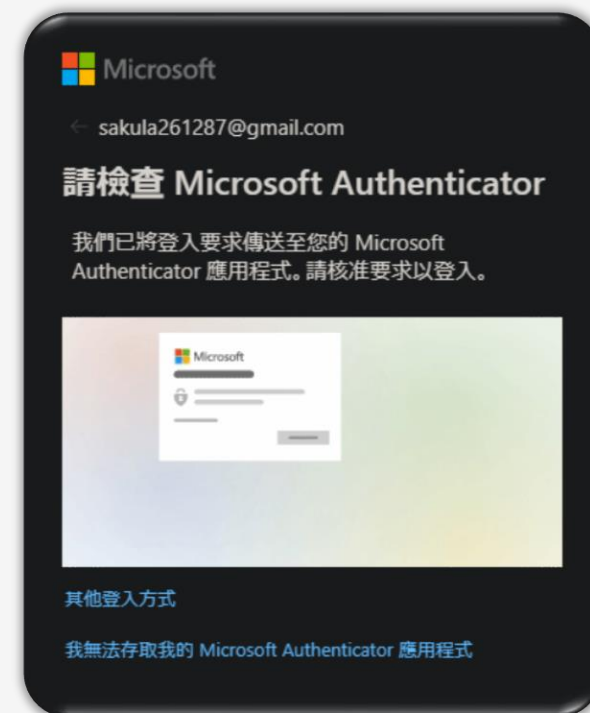 Microsoft
← sakula261287@gmail.com
請檢查 Microsoft Authenticator
我們已將登入要求傳送至您的 Microsoft
Authenticator 應用程式。請核准要求以登入。
Microsoft
其他登入方式
我無法存取我的 Microsoft Authenticator 應用程式